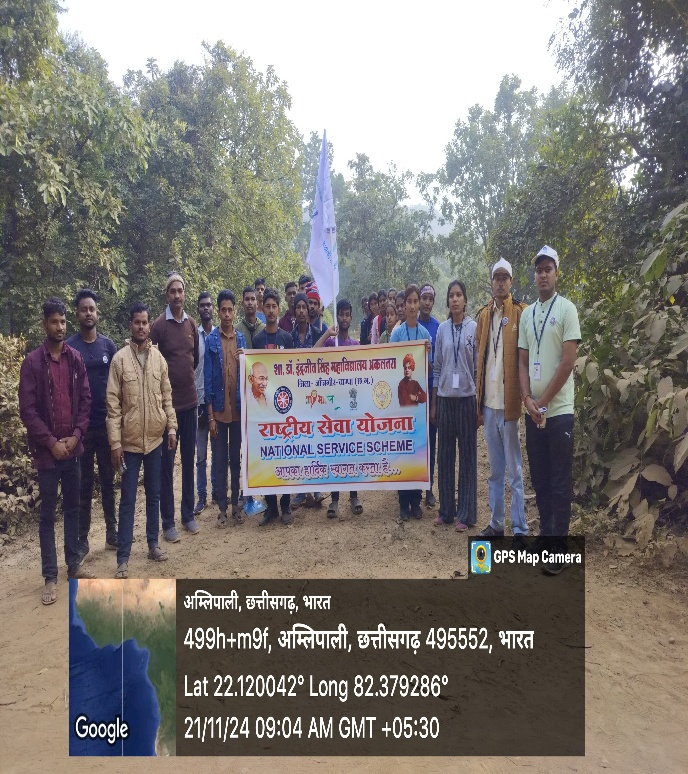 शा. डॉ. इंद्रजीत सिंह महाविद्यालय अकलतरा
जिला- जाँजगीर-चाम्पा (छ.ग.)
राष्ट्रीय सेवा योजना
NATIONAL SERVICE SCHEME
आपका हार्दिक स्वागत करता है...
GPS Map Camera
अम्लिपाली, छत्तीसगढ़, भारत
499h+m9f, अम्लिपाली, छत्तीसगढ़ 495552, भारत
Lat 22.120042° Long 82.379286°
21/11/24 09:04 AM GMT +05:30
Google